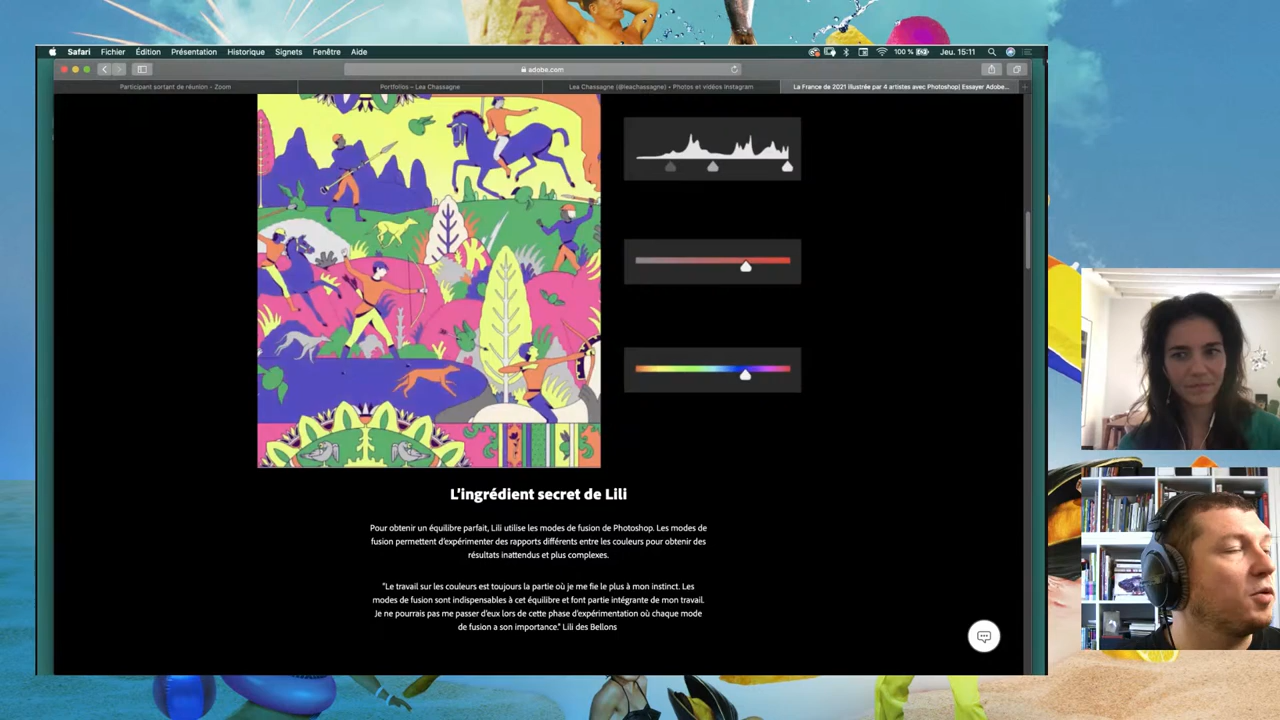 Safari Fichier Édition Présentation Historique Signets Fenêtre Aide 100 % Jeu. 15:11
adobe.com
Participant sortant de réunion - Zoom Portfolios – Lea Chassagne Lea Chassagne (@leachassagne) • Photos et vidéos Instagram La France de 2021 Illustrée par 4 artistes avec Photoshop| Essayer Adobe...
L'ingrédient secret de Lili
Pour obtenir un équilibre parfait, Lili utilise les modes de fusion de Photoshop. Les modes de
fusion permettent d'expérimenter des rapports différents entre les couleurs pour obtenir des
résultats inattendus et plus complexes.
"Le travail sur les couleurs est toujours la partie où je me fie le plus à mon instinct. Les
modes de fusion sont indispensables à cet équilibre et font partie intégrante de mon travail.
Je ne pourrais pas me passer d'eux lors de cette phase d'expérimentation où chaque mode
de fusion a son importance." Lili des Bellons